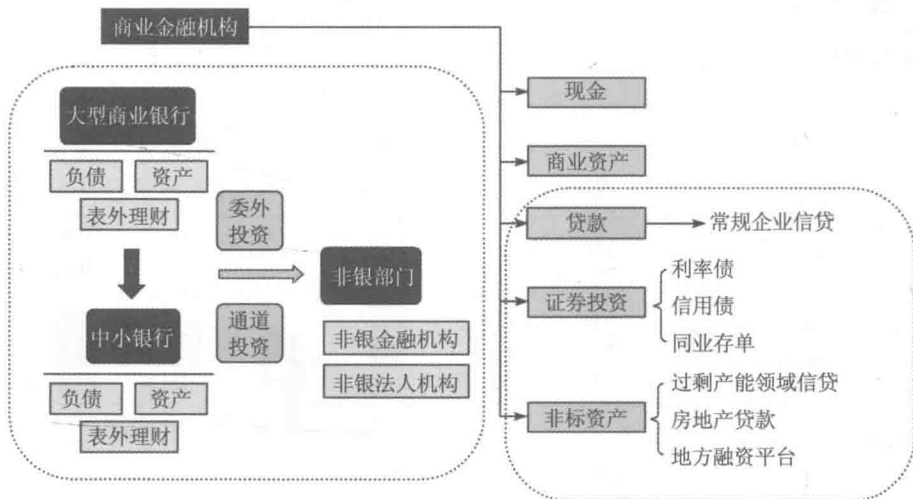 商业金融机构
大型商业银行
负债
资产
表外理财
中小银行
负债
资产
表外理财
委外
投资
通道
投资
非银部门
非银金融机构
非银法人机构
现金
商业资产
贷款
常规企业信贷
证券投资
利率债
信用债
同业存单
非标资产
过剩产能领域信贷
房地产贷款
地方融资平台